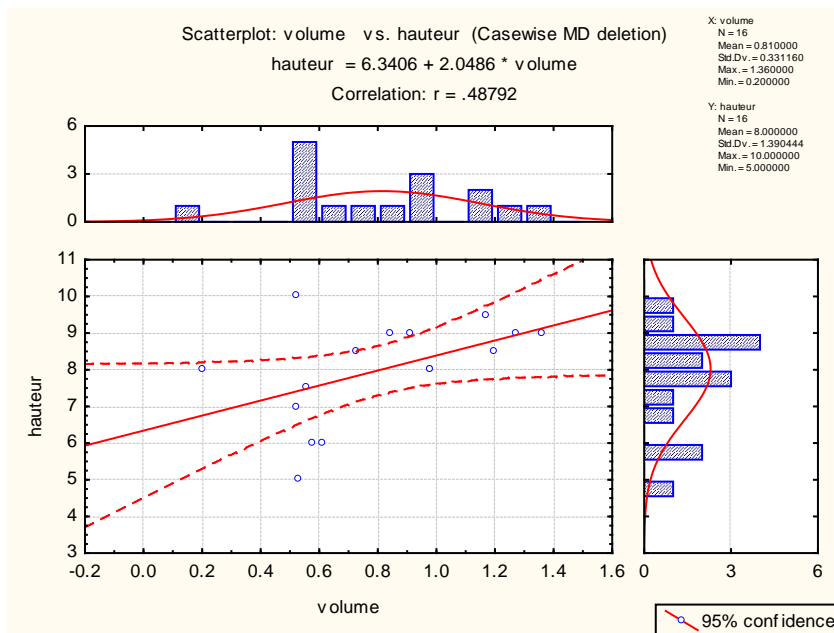 Scatterplot: volume vs. hauteur (Casewise MD deletion)
hauteur = 6.3406 + 2.0486 * volume
Correlation: r = .48792
X: volume
N = 16
Mean = 0.810000
Std.Dv. = 0.331160
Max. = 1.360000
Min. = 0.200000
Y: hauteur
N = 16
Mean = 8.000000
Std.Dv. = 1.390444
Max. = 10.000000
Min. = 5.000000
6
3
0
11
10
9
8
7
6
5
4
3
hauteur
-0.2 0.0 0.2 0.4 0.6 0.8 1.0 1.2 1.4 1.6
volume
0 3 6
95% confidence